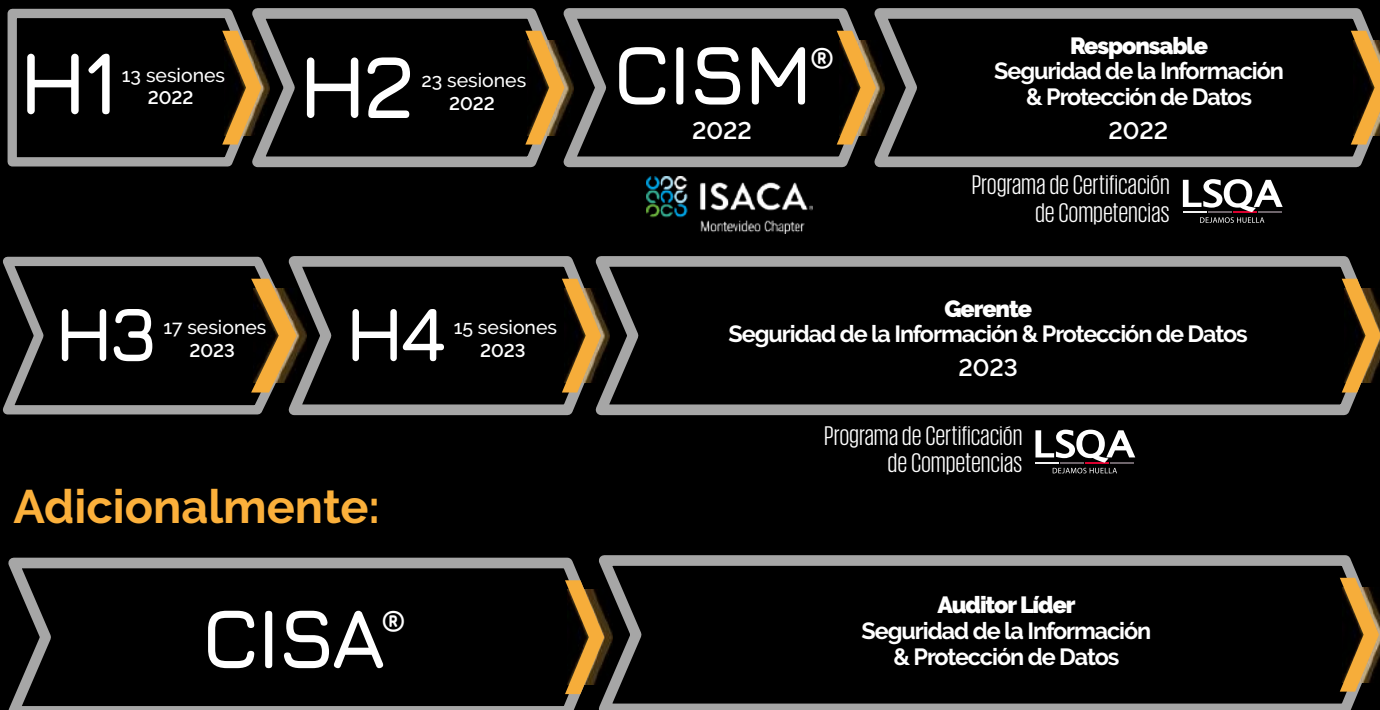 H1
13 sesiones
2022
H2
23 sesiones
2022
CISM®
2022
Responsable
Seguridad de la Información
& Protección de Datos
2022
ISACA.
Montevideo Chapter
Programa de Certificación
de Competencias
LSQA
DEJAMOS HUELLA
H3
17 sesiones
2023
H4
15 sesiones
2023
Gerente
Seguridad de la Información & Protección de Datos
2023
Programa de Certificación
de Competencias
LSQA
DEJAMOS HUELLA
Adicionalmente:
CISA®
Auditor Líder
Seguridad de la Información
& Protección de Datos